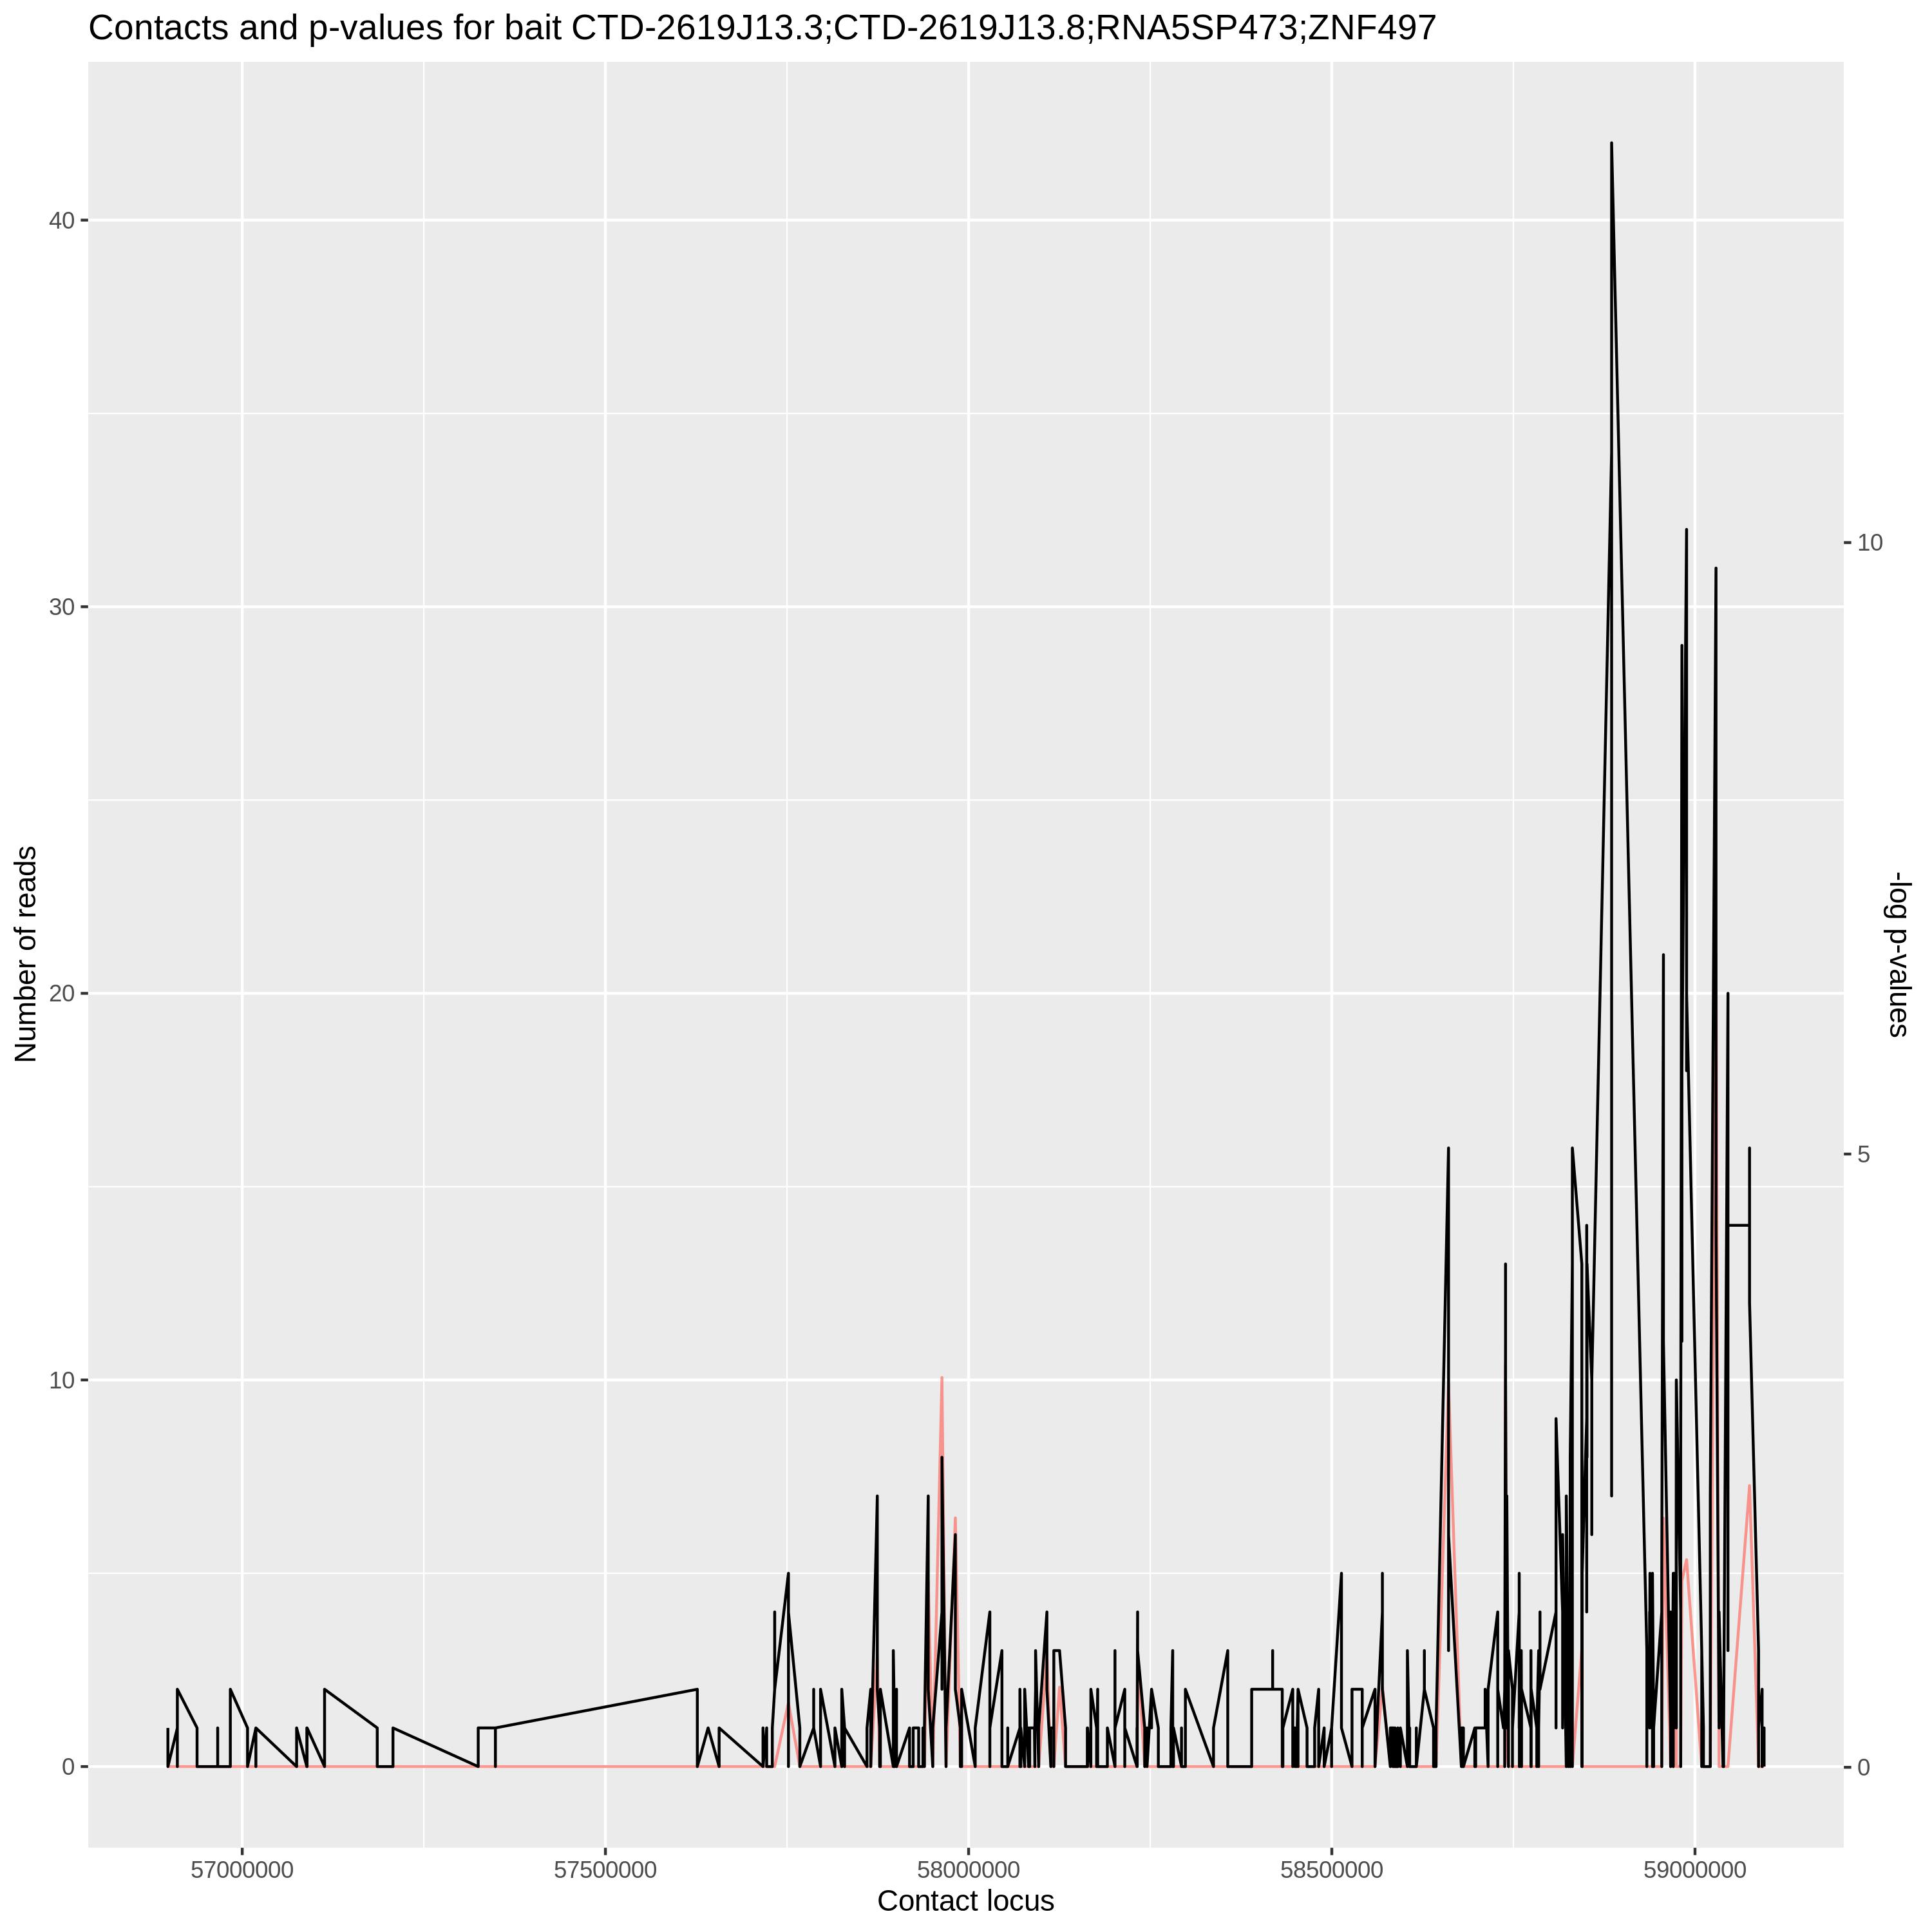 Contacts and p-values for bait CTD-2619J13.3;CTD-2619J13.8;RNA5SP473;ZNF497
40
30
20
10
0
Number of reads
10
5
0
-log p-values
57000000 57500000 58000000 58500000 59000000
Contact locus